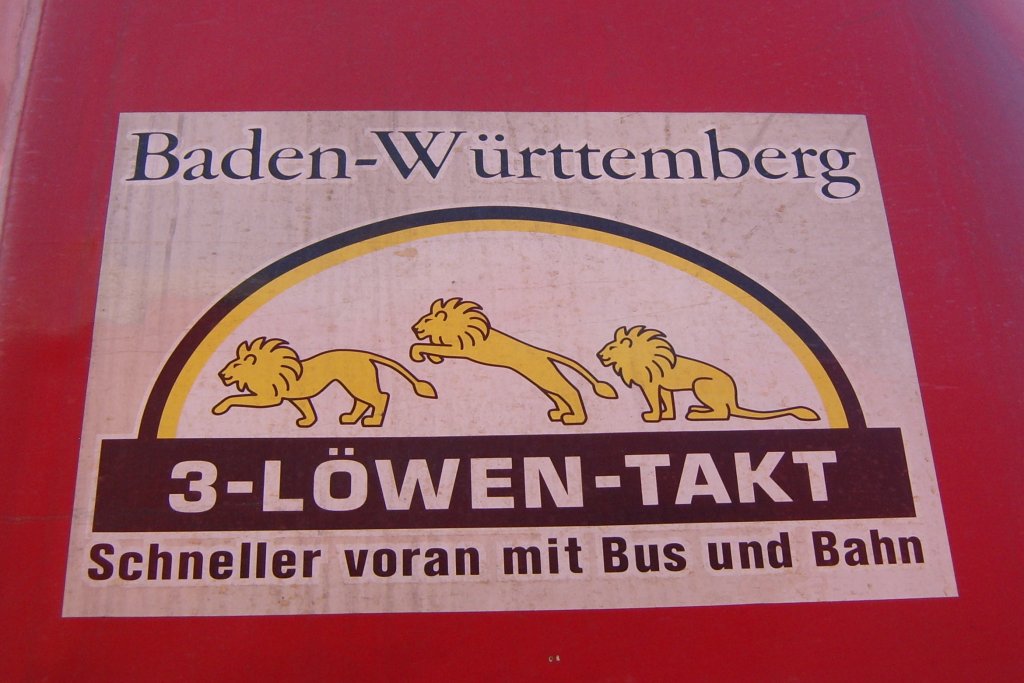 Baden-Württemberg
3-LÖWEN-TAKT
Schneller voran mit Bus und Bahn